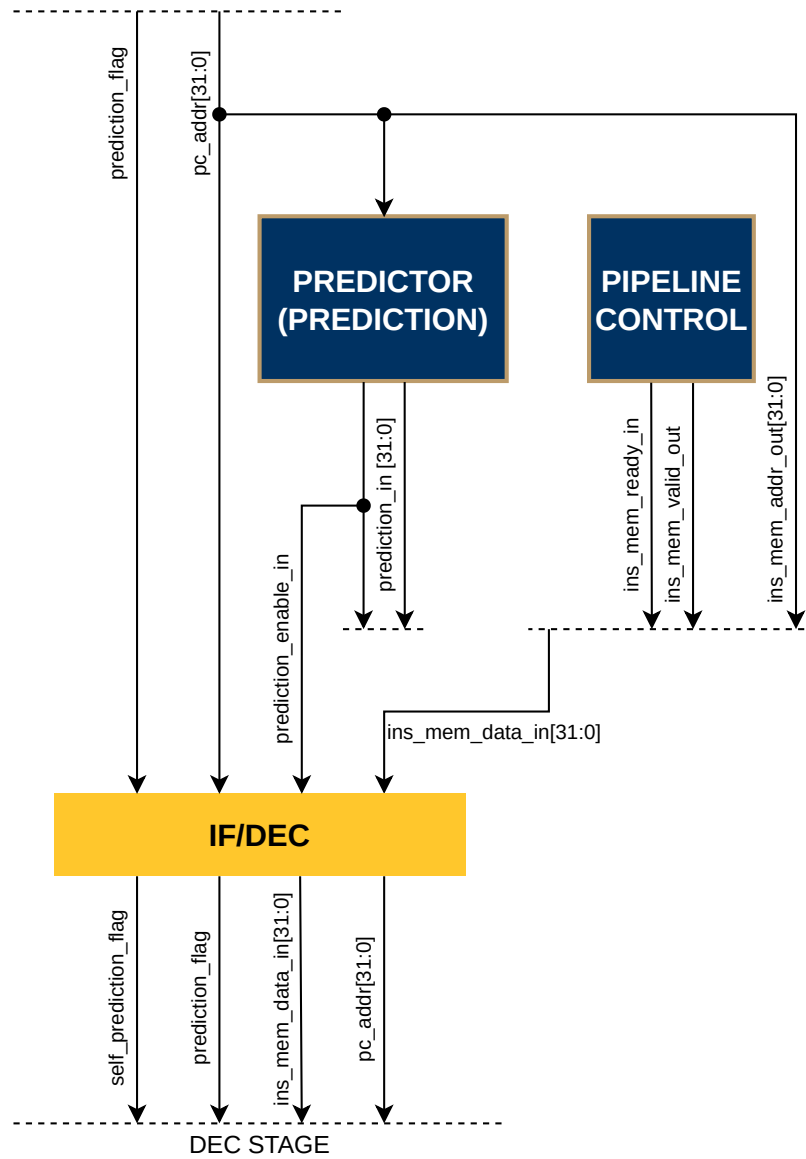 prediction_flag
pc_addr[31:0]
PREDICTOR
(PREDICTION)
PIPELINE
CONTROL
prediction_in [31:0]
ins_mem_ready_in
ins_mem_valid_out
ins_mem_addr_out[31:0]
prediction_enable_in
ins_mem_data_in[31:0]
IF/DEC
self_prediction_flag
prediction_flag
ins_mem_data_in[31:0]
pc_addr[31:0]
DEC STAGE